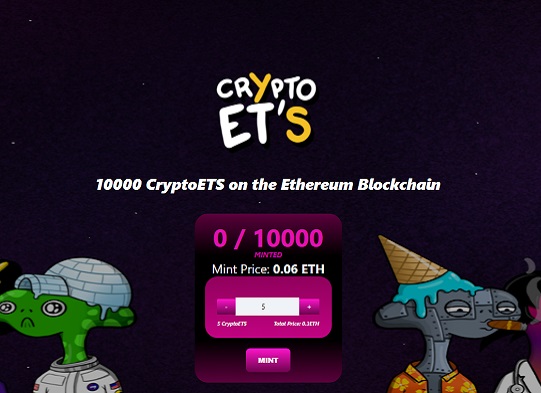 CRYPTO
ET'S
10000 CryptoETS on the Ethereum Blockchain
0 / 10000
MINTED
Mint Price: 0.06 ETH
- 5 +
5 CryptoETS Total Price: 0.3ETH
MINT